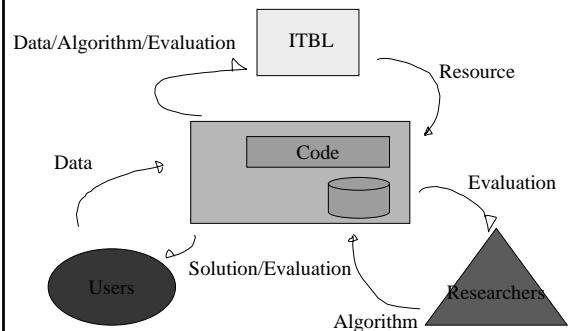 Data/Algorithm/Evaluation
ITBL
Resource
Code
Data
Evaluation
Solution/Evaluation
Users
Researchers
Algorithm